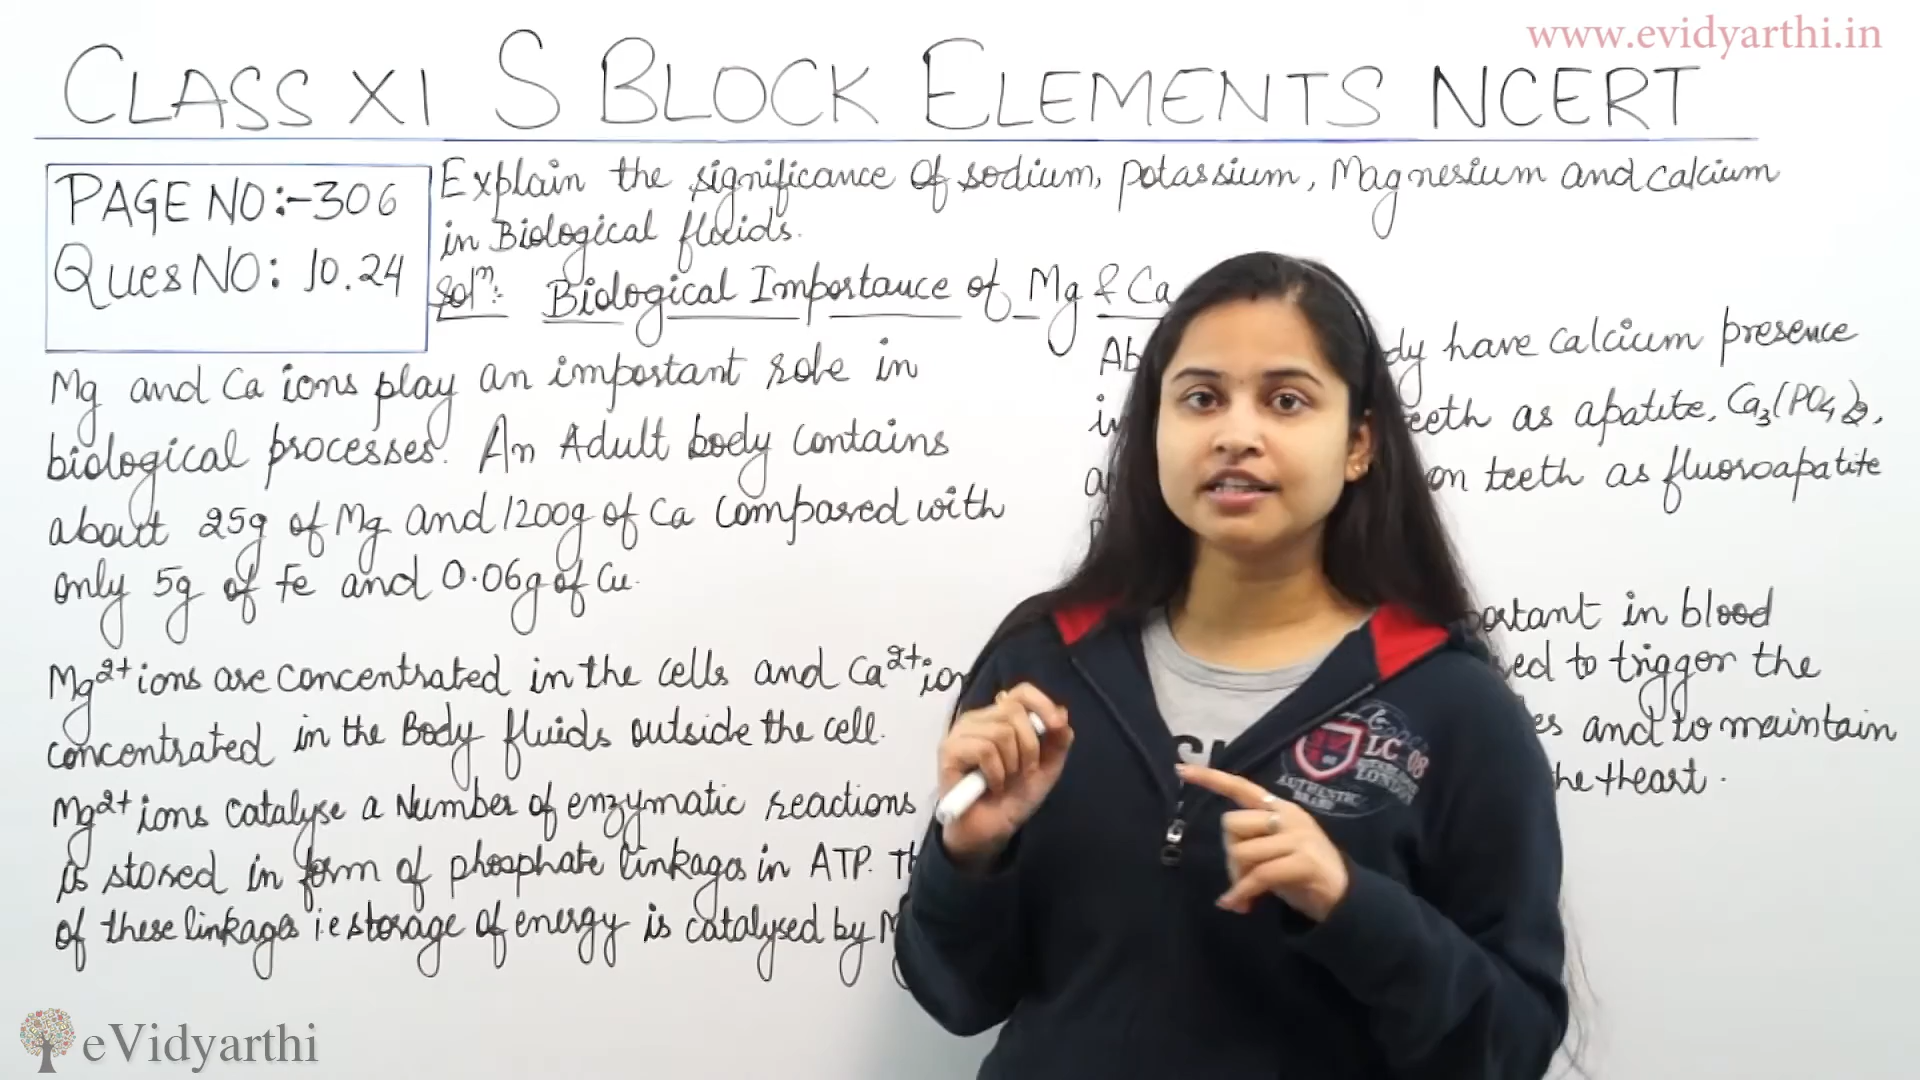 www.evidyarthi.in
CLASS XI S BLOCK ELEMENTS NCERT
PAGE NO:-306
QUES NO: 10.24
Explain the significance of sodium, potassium, Magnesium and calcium
in Biological fluids.
Solⁿ:- Biological Importance of Mg & Ca
Mg and Ca ions play an important role in
biological processes. An Adult body contains
about 25g of Mg and 1200g of Ca compared with
only 5g of Fe and 0.06g of Cu.
Mg²⁺ ions are concentrated in the cells and Ca²⁺
concentrated in the Body fluids outside the cell.
Mg²⁺ ions catalyse a Number of enzymatic reactions
is stored in form of phosphate linkages in ATP.
of these linkages i.e storage of energy is catalysed by
have calcium presence
teeth as apatite, Ca₃(PO₄)₂,
on teeth as fluoroapatite
in blood
to trigger the
and to maintain
Heart.
LC 08
AUTHENTIC
BRAND
eVidyarthi